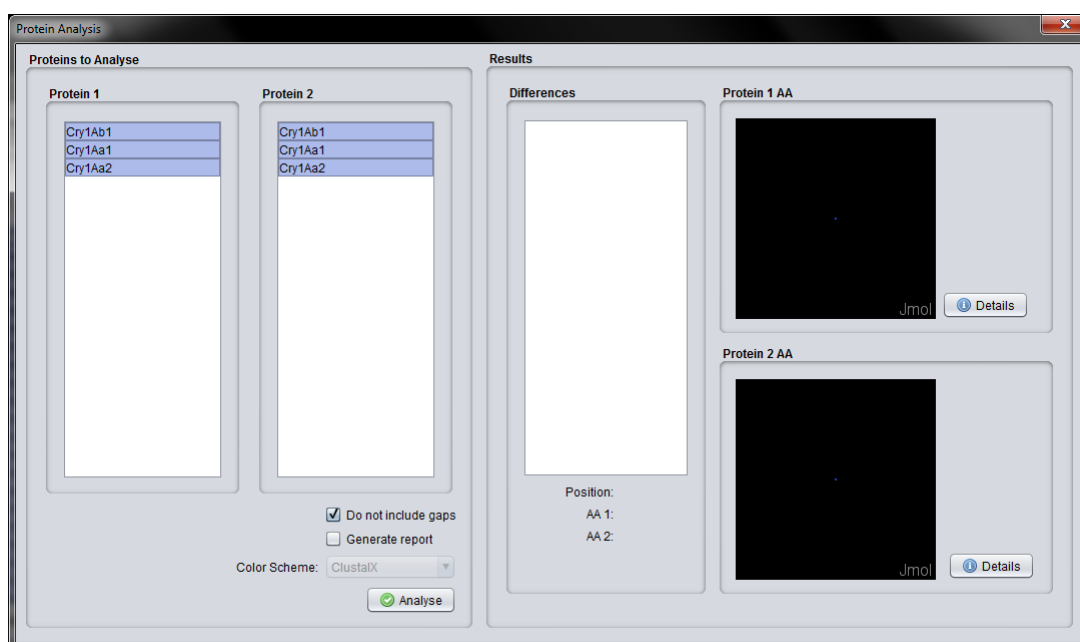 Protein Analysis
x
Proteins to Analyse
Protein 1
Cry1Ab1
Cry1Aa1
Cry1Aa2
Protein 2
Cry1Ab1
Cry1Aa1
Cry1Aa2
Do not include gaps
Generate report
Color Scheme: ClustalX
Analyse
Results
Differences
Position:
AA 1:
AA 2:
Protein 1 AA
Jmol
Details
Protein 2 AA
Jmol
Details